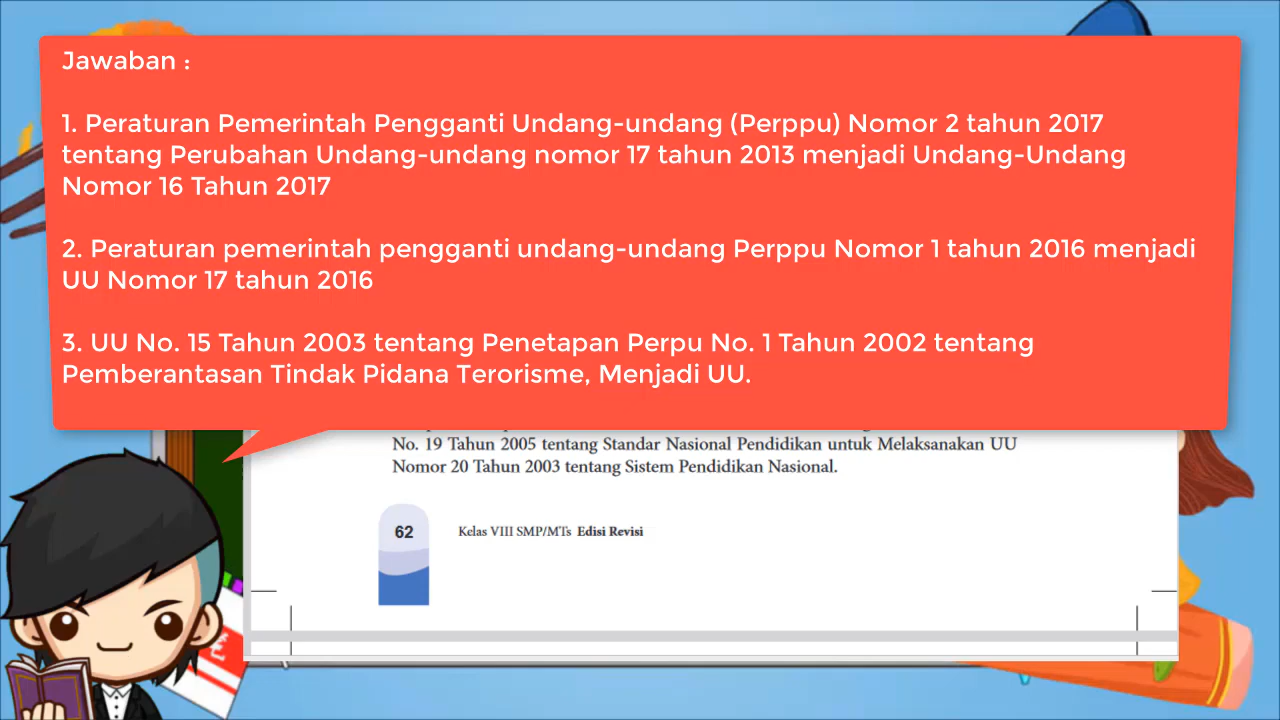 Jawaban :
1. Peraturan Pemerintah Pengganti Undang-undang (Perppu) Nomor 2 tahun 2017
tentang Perubahan Undang-undang nomor 17 tahun 2013 menjadi Undang-Undang
Nomor 16 Tahun 2017
2. Peraturan pemerintah pengganti undang-undang Perppu Nomor 1 tahun 2016 menjadi
UU Nomor 17 tahun 2016
3. UU No. 15 Tahun 2003 tentang Penetapan Perpu No. 1 Tahun 2002 tentang
Pemberantasan Tindak Pidana Terorisme, Menjadi UU.
No. 19 Tahun 2005 tentang Standar Nasional Pendidikan untuk Melaksanakan UU
Nomor 20 Tahun 2003 tentang Sistem Pendidikan Nasional.
62
Kelas VIII SMP/MTs Edisi Revisi